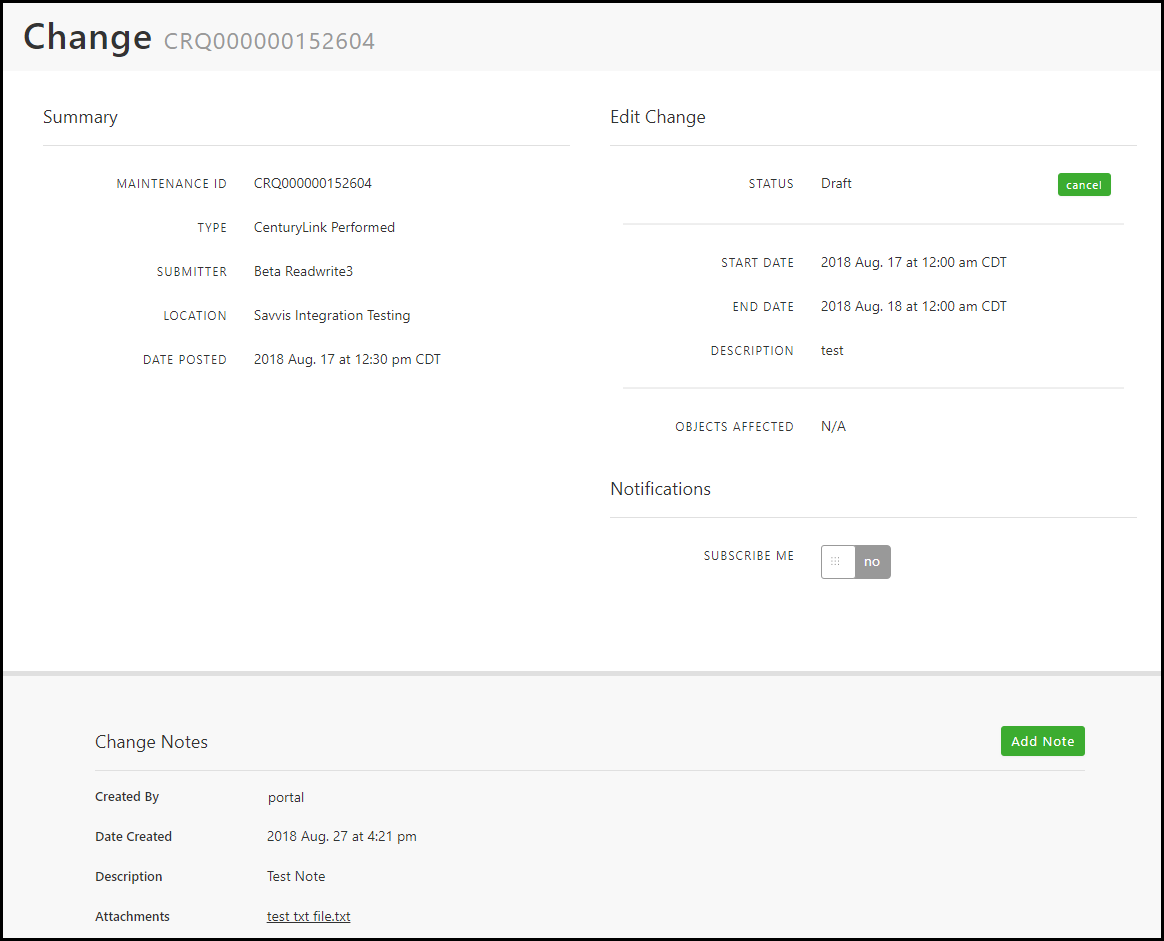 Change CRQ000000152604
Summary
MAINTENANCE ID CRQ000000152604
TYPE CenturyLink Performed
SUBMITTER Beta Readwrite3
LOCATION Savvis Integration Testing
DATE POSTED 2018 Aug. 17 at 12:30 pm CDT
Edit Change
STATUS Draft cancel
START DATE 2018 Aug. 17 at 12:00 am CDT
END DATE 2018 Aug. 18 at 12:00 am CDT
DESCRIPTION test
OBJECTS AFFECTED N/A
Notifications
SUBSCRIBE ME no
Change Notes Add Note
Created By portal
Date Created 2018 Aug. 27 at 4:21 pm
Description Test Note
Attachments test txt file.txt